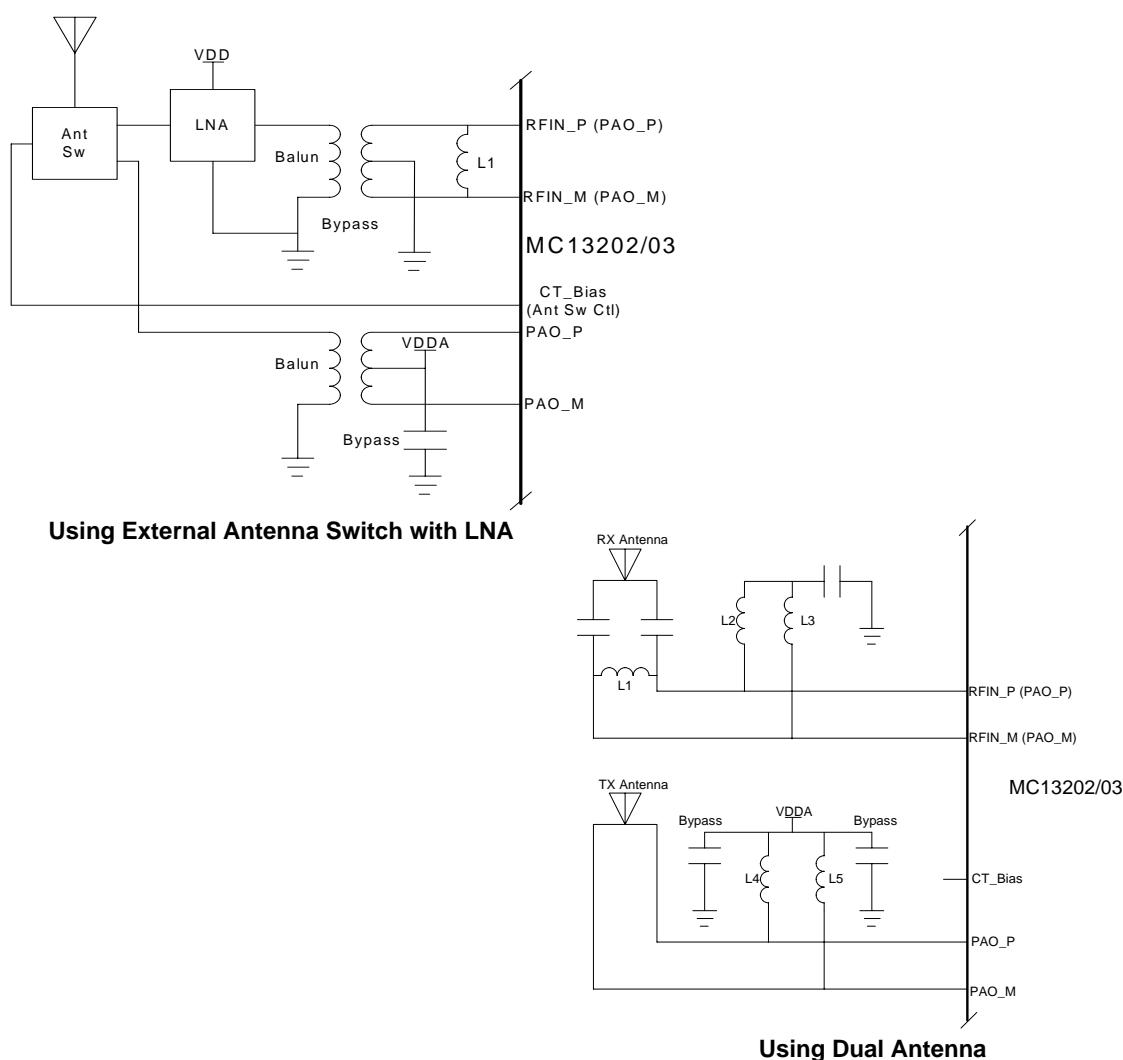 VDD
Ant
Sw
LNA
Balun
L1
RFIN_P (PAO_P)
RFIN_M (PAO_M)
Bypass
MC13202/03
CT_Bias
(Ant Sw Ctl)
PAO_P
VDDA
Balun
PAO_M
Bypass
Using External Antenna Switch with LNA
RX Antenna
L2
L3
L1
RFIN_P (PAO_P)
RFIN_M (PAO_M)
MC13202/03
TX Antenna
Bypass
VDDA
Bypass
L4
L5
CT_Bias
PAO_P
PAO_M
Using Dual Antenna